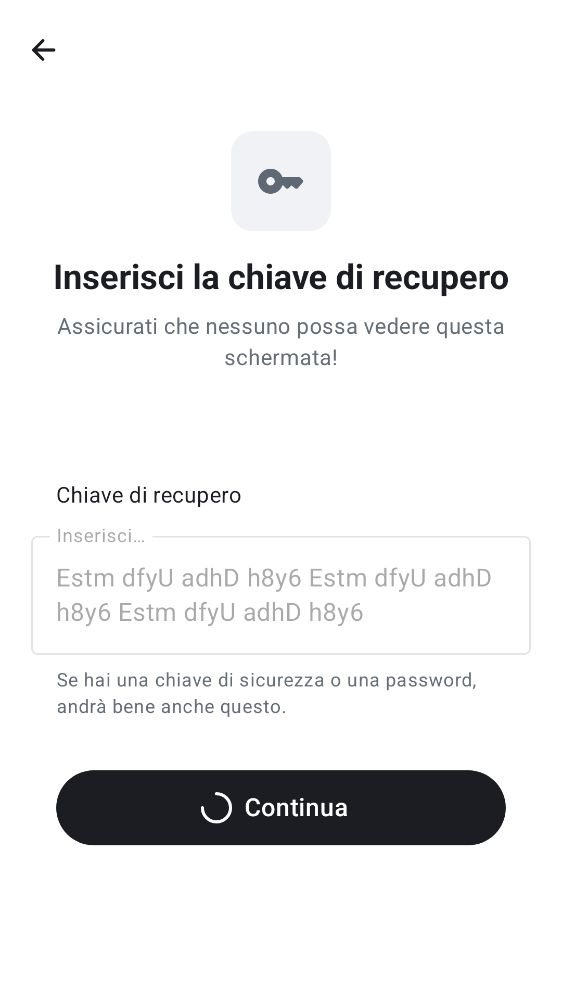 Inserisci la chiave di recupero
Assicurati che nessuno possa vedere questa
schermata!
Chiave di recupero
Inserisci…
Estm dfyU adhD h8y6 Estm dfyU adhD
h8y6 Estm dfyU adhD h8y6
Se hai una chiave di sicurezza o una password,
andrà bene anche questo.
Continua